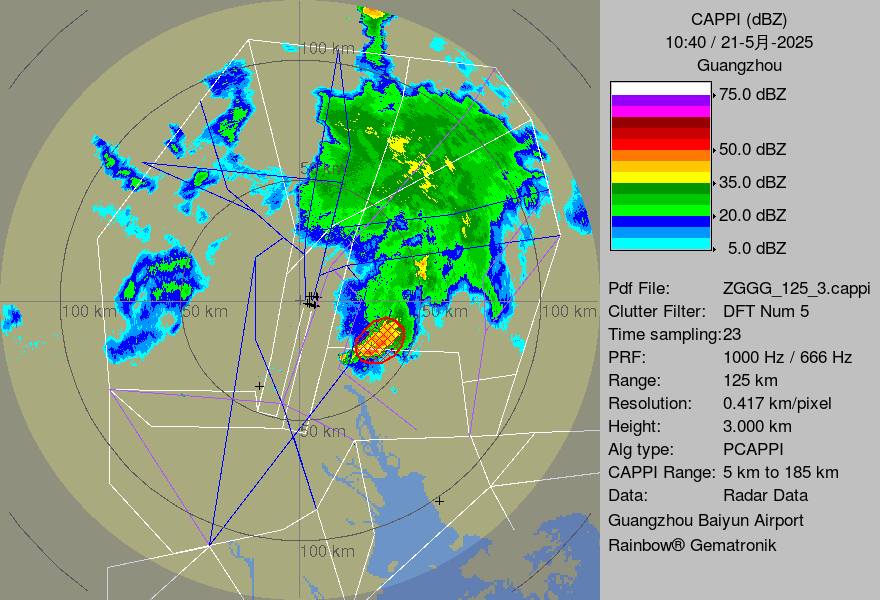 CAPPI (dBZ)
10:40 / 21-5月-2025
Guangzhou
75.0 dBZ
50.0 dBZ
35.0 dBZ
20.0 dBZ
5.0 dBZ
Pdf File: ZGGG_125_3.cappi
Clutter Filter: DFT Num 5
Time sampling:23
PRF: 1000 Hz / 666 Hz
Range: 125 km
Resolution: 0.417 km/pixel
Height: 3.000 km
Alg type: PCAPPI
CAPPI Range: 5 km to 185 km
Data: Radar Data
Guangzhou Baiyun Airport
Rainbow® Gematronik
100 km
100 km
50 km
100 km
50 km
100 km